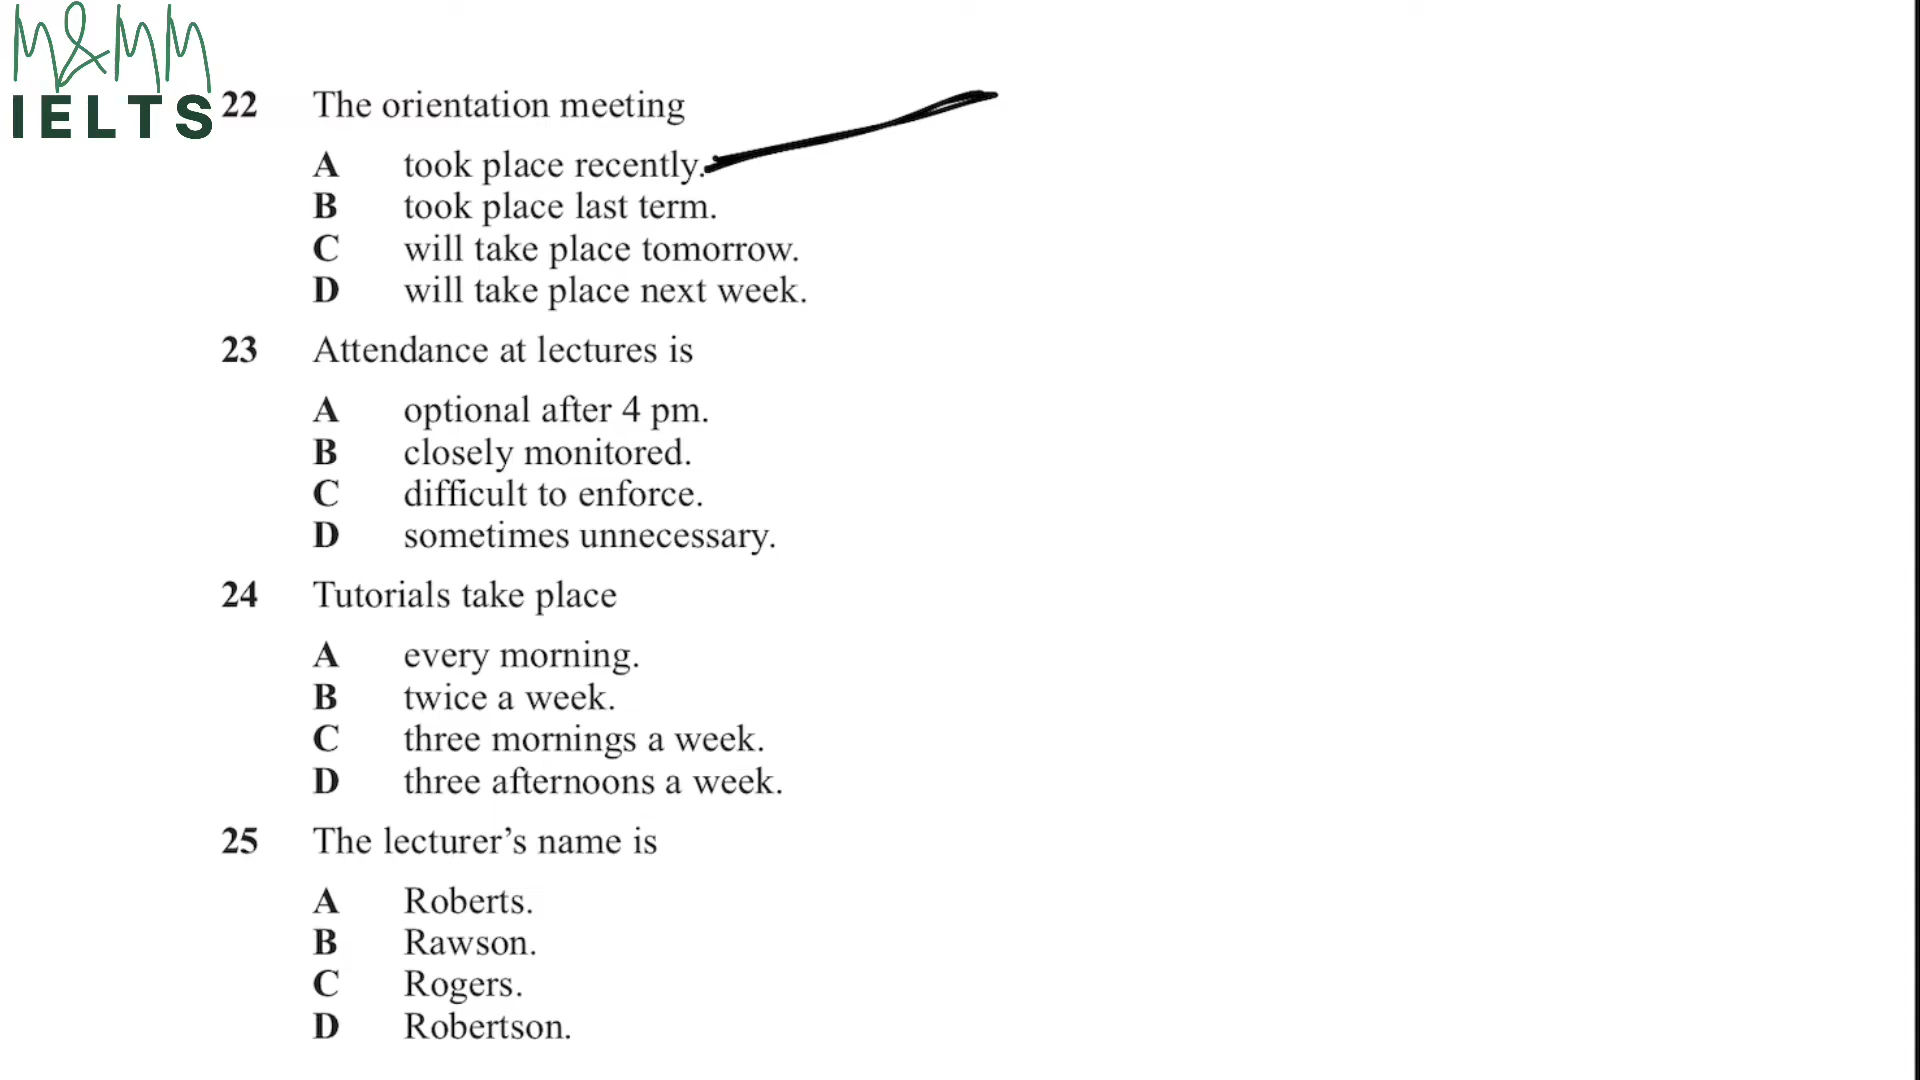 M&MM
IELTS
22 The orientation meeting
A took place recently.
B took place last term.
C will take place tomorrow.
D will take place next week.
23 Attendance at lectures is
A optional after 4 pm.
B closely monitored.
C difficult to enforce.
D sometimes unnecessary.
24 Tutorials take place
A every morning.
B twice a week.
C three mornings a week.
D three afternoons a week.
25 The lecturer’s name is
A Roberts.
B Rawson.
C Rogers.
D Robertson.